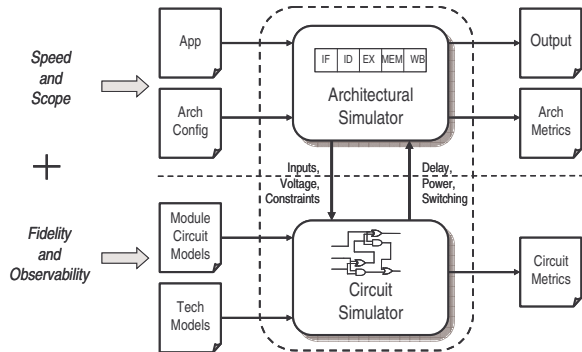 App
Output
IF ID EX MEM WB
Speed
and
Scope
Architectural
Simulator
Arch
Config
Arch
Metrics
+
Inputs,
Voltage,
Constraints
Delay,
Power,
Switching
Fidelity
and
Observability
Module
Circuit
Models
Circuit
Metrics
Tech
Models
Circuit
Simulator